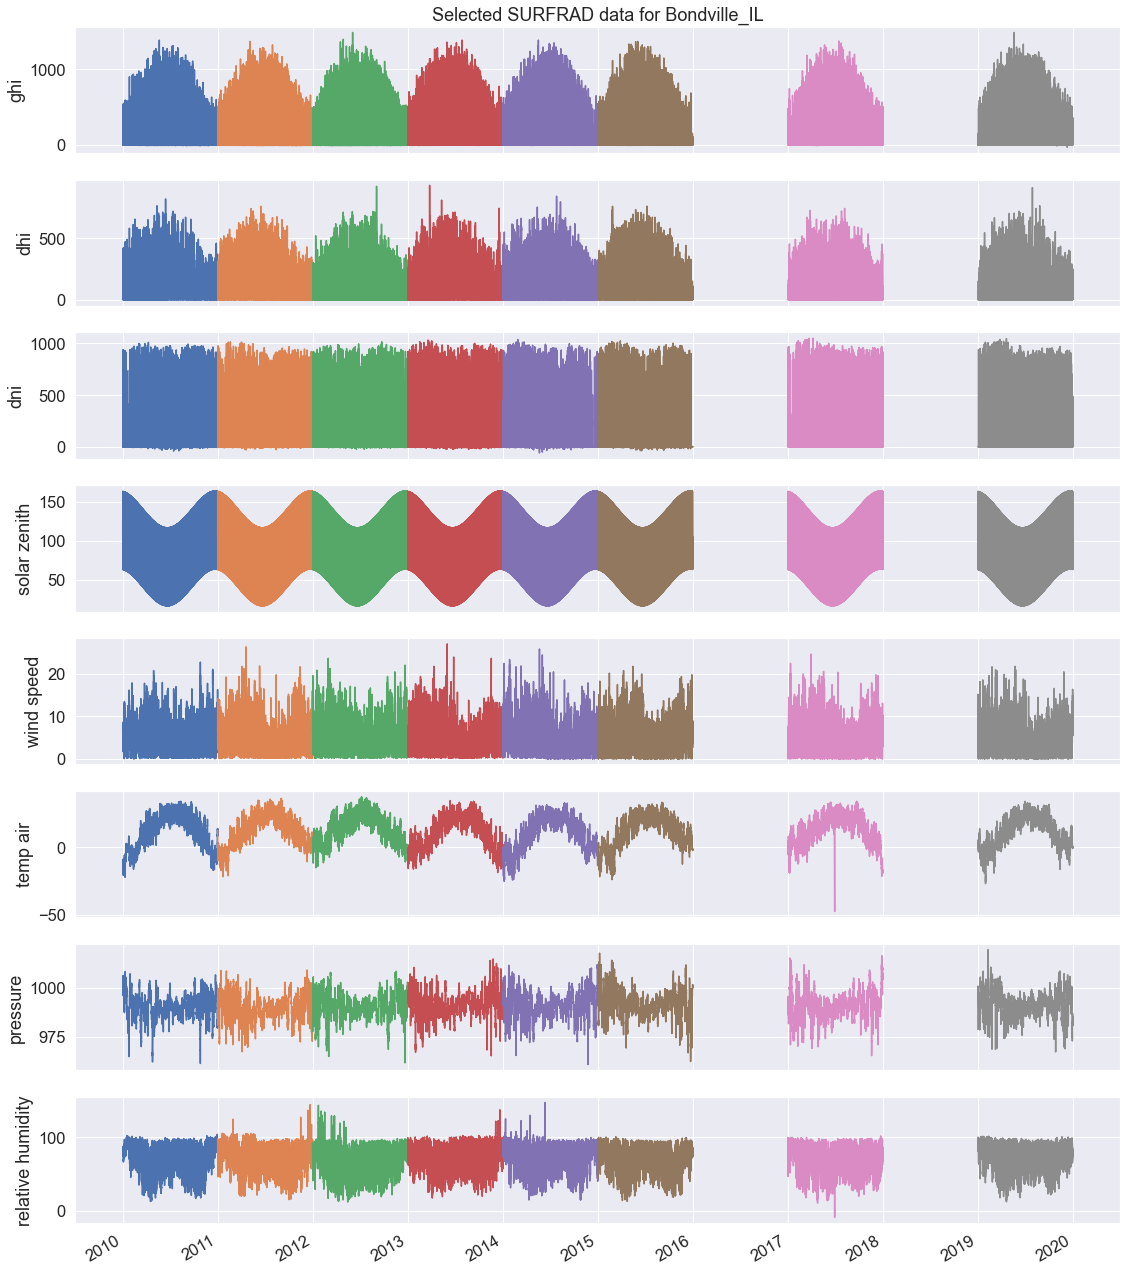 Selected SURFRAD data for Bondville_IL
ghi
1000
0
dhi
500
0
dni
1000
500
0
solar zenith
150
100
50
wind speed
20
10
0
temp air
0
−50
pressure
1000
975
relative humidity
100
0
2010 2011 2012 2013 2014 2015 2016 2017 2018 2019 2020